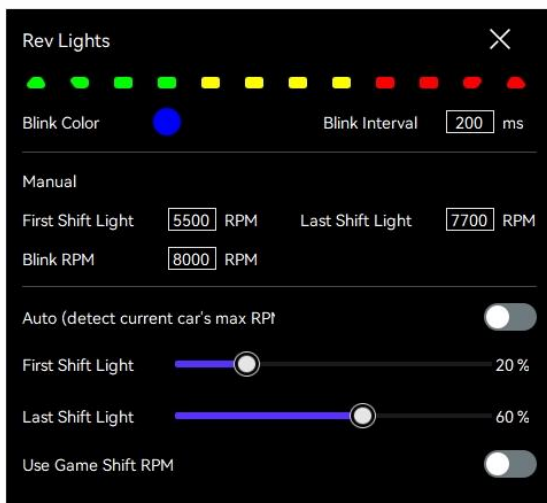 Rev Lights
Blink Color Blink Interval 200 ms
Manual
First Shift Light 5500 RPM Last Shift Light 7700 RPM
Blink RPM 8000 RPM
Auto (detect current car's max RP
First Shift Light 20 %
Last Shift Light 60 %
Use Game Shift RPM